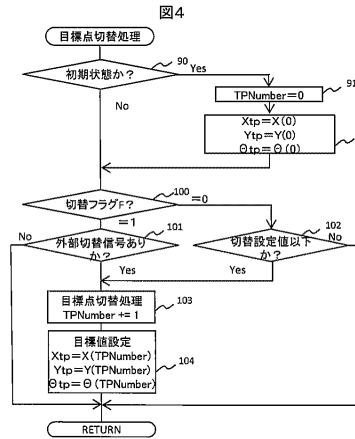 図4
目標点切替処理
90
初期状態か?
Yes
No
91
TPNumber=0
Xtp=X(0)
Ytp=Y(0)
Θtp=Θ(0)
100
切替フラグF?
=0
=1
101
外部切替信号あり
か?
No
Yes
102
切替設定値以下
か?
No
Yes
目標点切替処理
TPNumber += 1
103
目標値設定
Xtp=X(TPNumber)
Ytp=Y(TPNumber)
Θtp=Θ(TPNumber)
104
RETURN